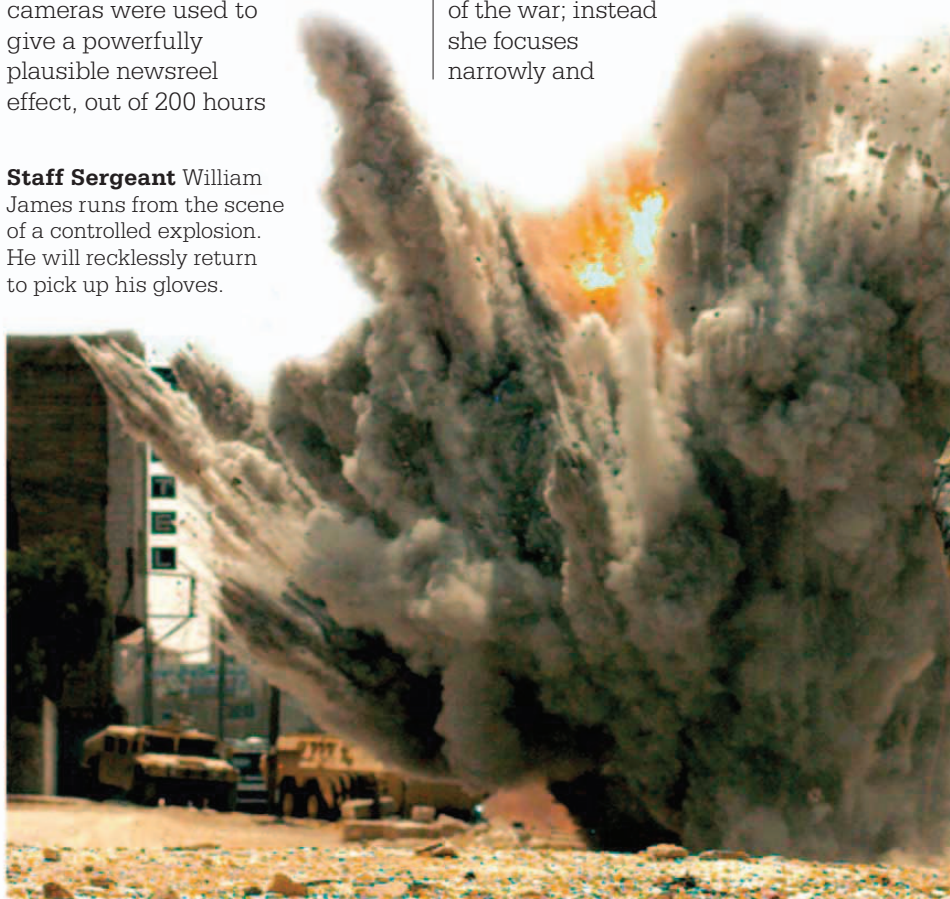 cameras were used to
give a powerfully
plausible newsreel
effect, out of 200 hours
of the war; instead
she focuses
narrowly and
Staff Sergeant William
James runs from the scene
of a controlled explosion.
He will recklessly return
to pick up his gloves.
T
E
L